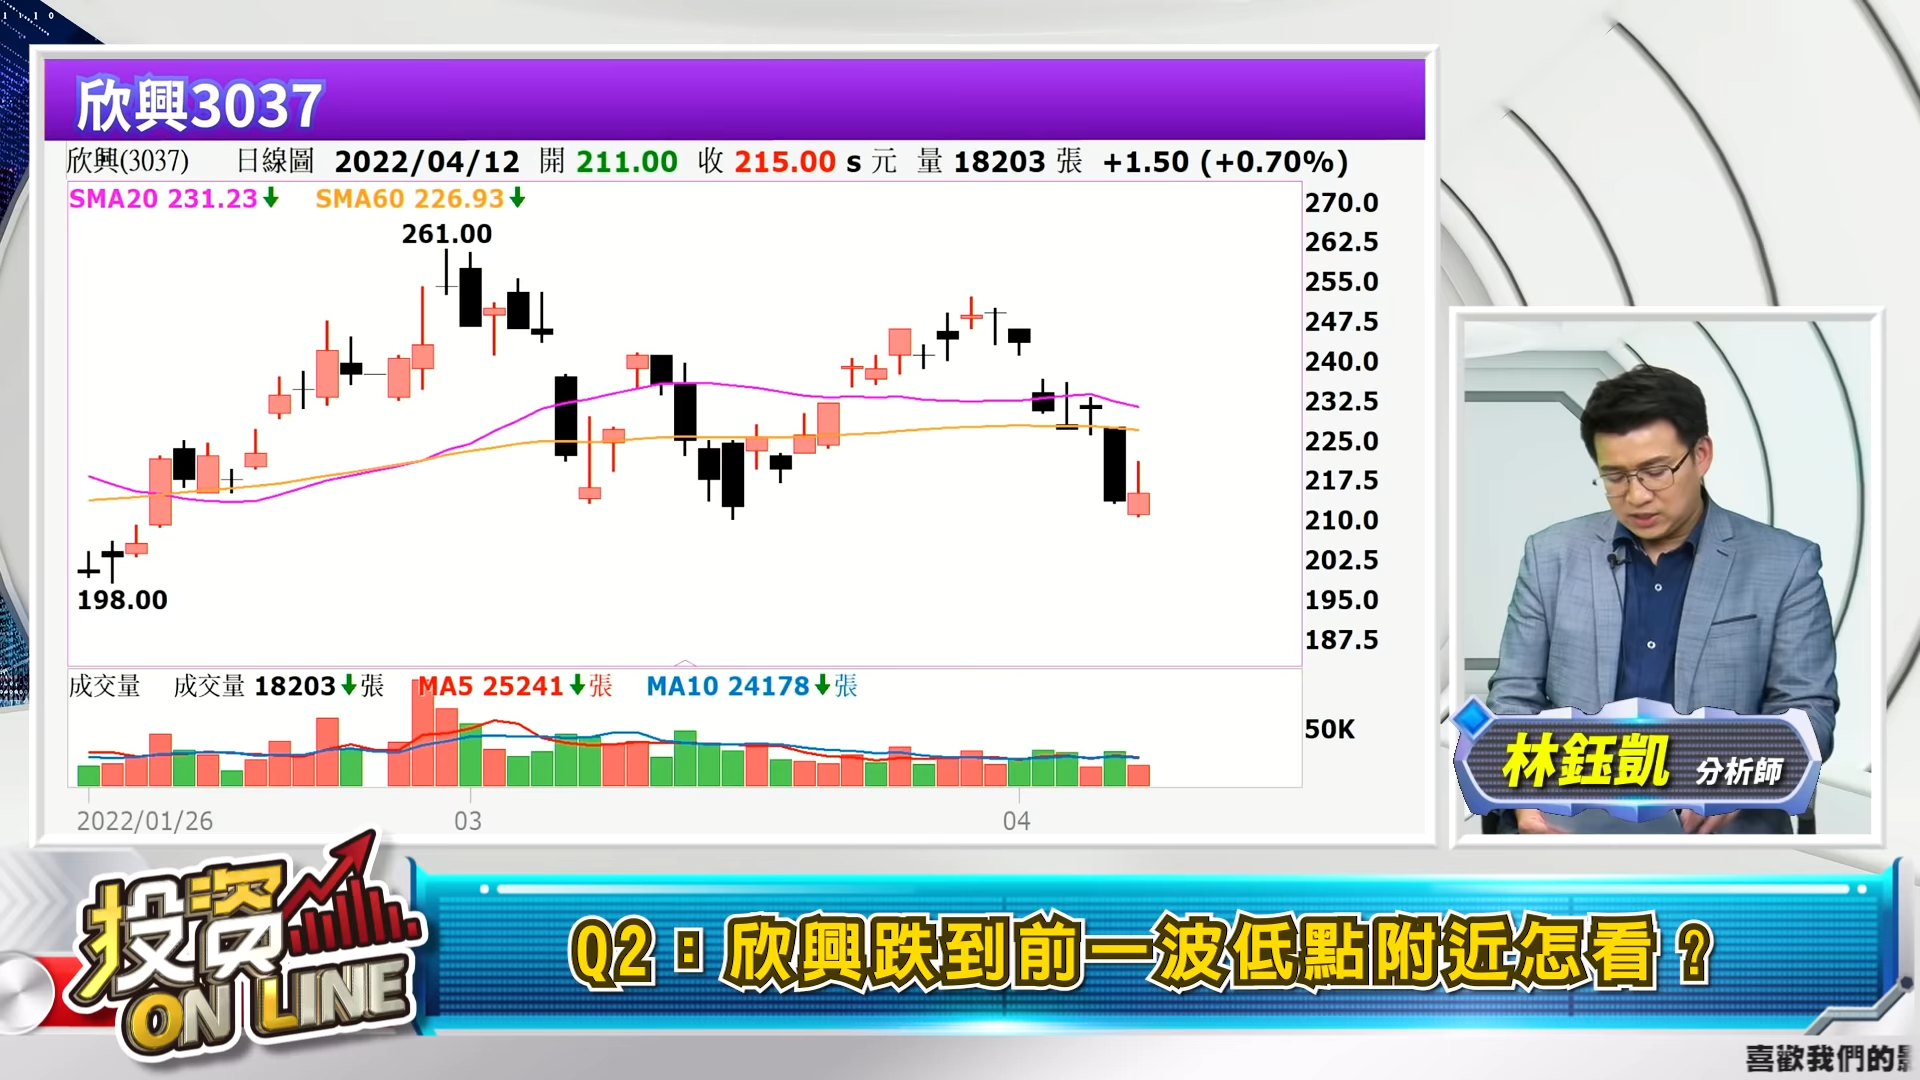 欣興3037
欣興(3037) 日線圖 2022/04/12 開 211.00 收 215.00 s 元 量 18203 張 +1.50 (+0.70%)
SMA20 231.23↓ SMA60 226.93↓
261.00
198.00
270.0
262.5
255.0
247.5
240.0
232.5
225.0
217.5
210.0
202.5
195.0
187.5
成交量 成交量 18203↓張 MA5 25241↓張 MA10 24178↓張
50K
2022/01/26 03 04
林鈺凱 分析師
投資
ON LINE
Q2：欣興跌到前一波低點附近怎看？
喜歡我們的